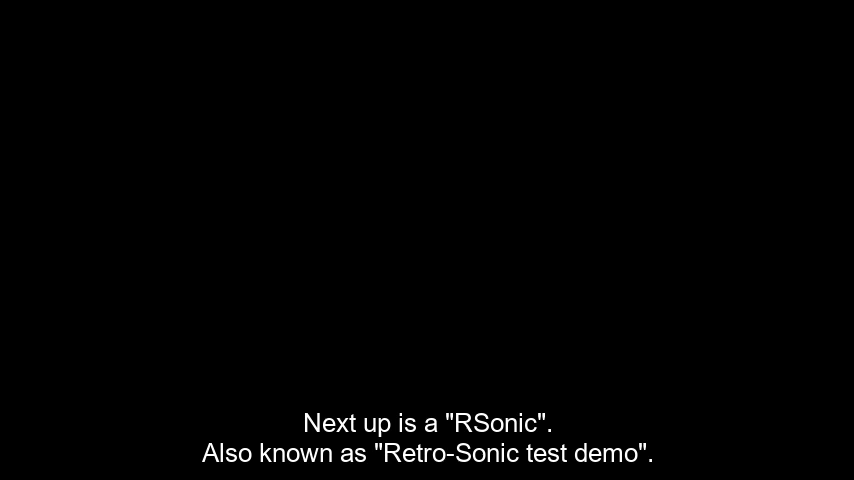 Next up is a "RSonic".
Also known as "Retro-Sonic test demo".